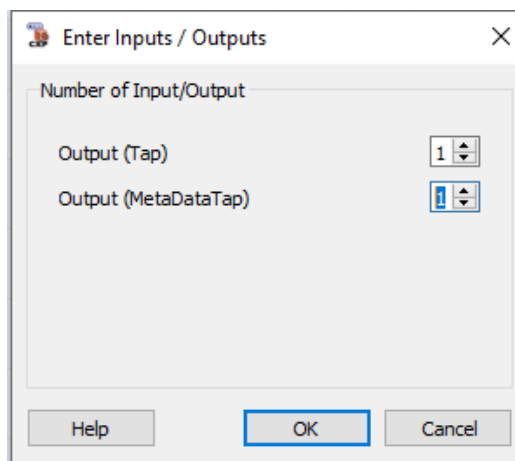 Enter Inputs / Outputs
Number of Input/Output
Output (Tap) 1
Output (MetaDataTap) 1
Help OK Cancel